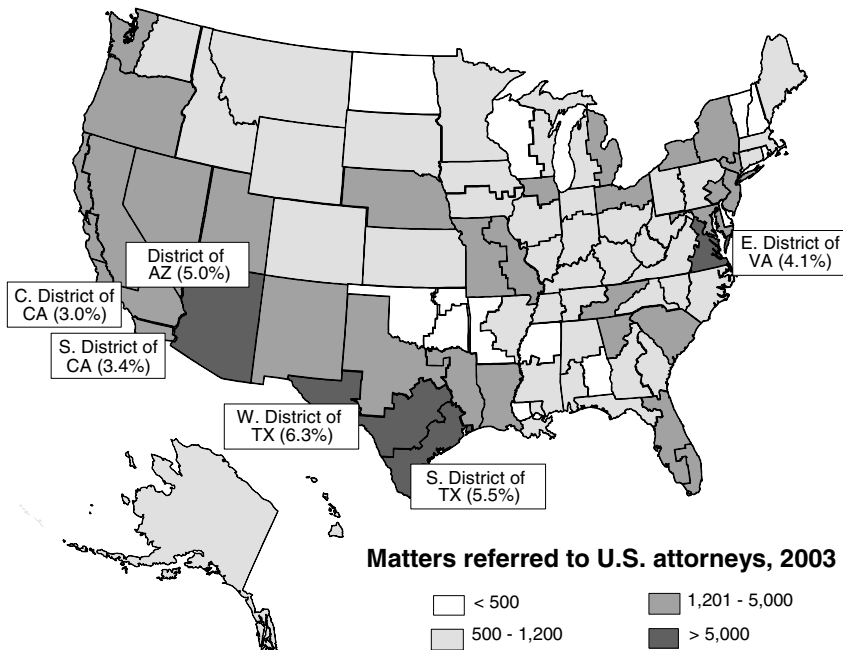 District of
AZ (5.0%)
E. District of
VA (4.1%)
C. District of
CA (3.0%)
S. District of
CA (3.4%)
W. District of
TX (6.3%)
S. District of
TX (5.5%)
Matters referred to U.S. attorneys, 2003
< 500
1,201 - 5,000
500 - 1,200
> 5,000